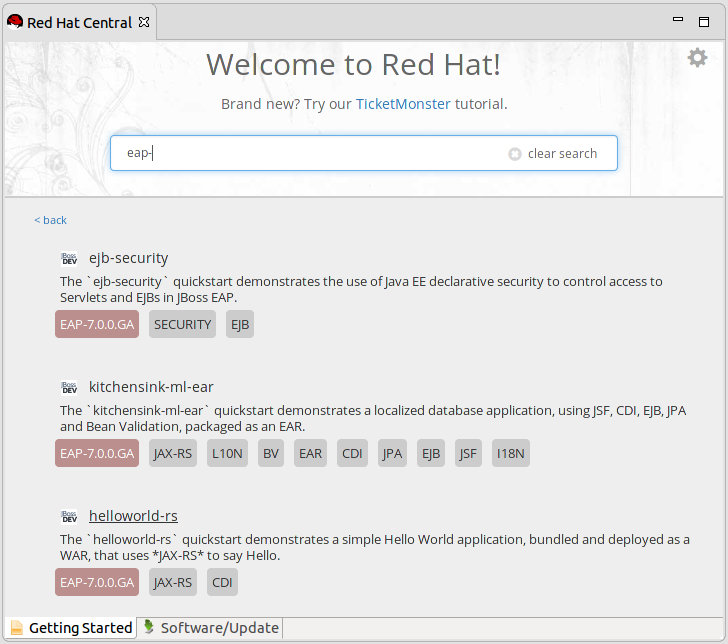 Red Hat Central
Welcome to Red Hat!
Brand new? Try our TicketMonster tutorial.
eap-
clear search
< back
JBoss DEV ejb-security
The `ejb-security` quickstart demonstrates the use of Java EE declarative security to control access to
Servlets and EJBs in JBoss EAP.
EAP-7.0.0.GA SECURITY EJB
JBoss DEV kitchensink-ml-ear
The `kitchensink-ml-ear` quickstart demonstrates a localized database application, using JSF, CDI, EJB, JPA
and Bean Validation, packaged as an EAR.
EAP-7.0.0.GA JAX-RS L10N BV EAR CDI JPA EJB JSF I18N
JBoss DEV helloworld-rs
The `helloworld-rs` quickstart demonstrates a simple Hello World application, bundled and deployed as a
WAR, that uses *JAX-RS* to say Hello.
EAP-7.0.0.GA JAX-RS CDI
Getting Started Software/Update